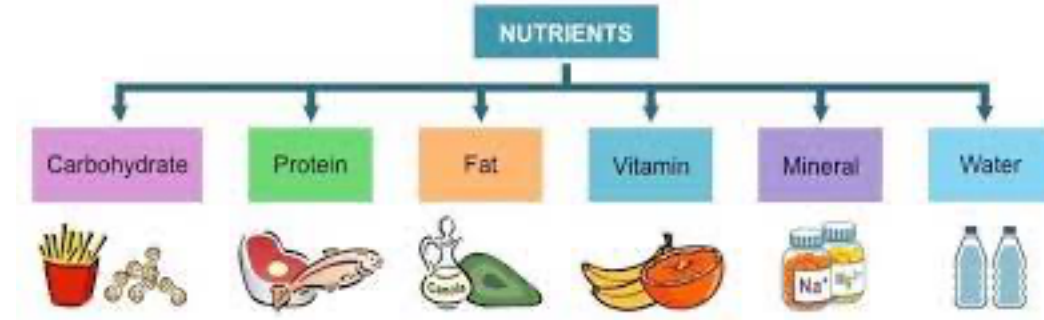 NUTRIENTS
Carbohydrate
Protein
Fat
Vitamin
Mineral
Water
Canola
Na⁺